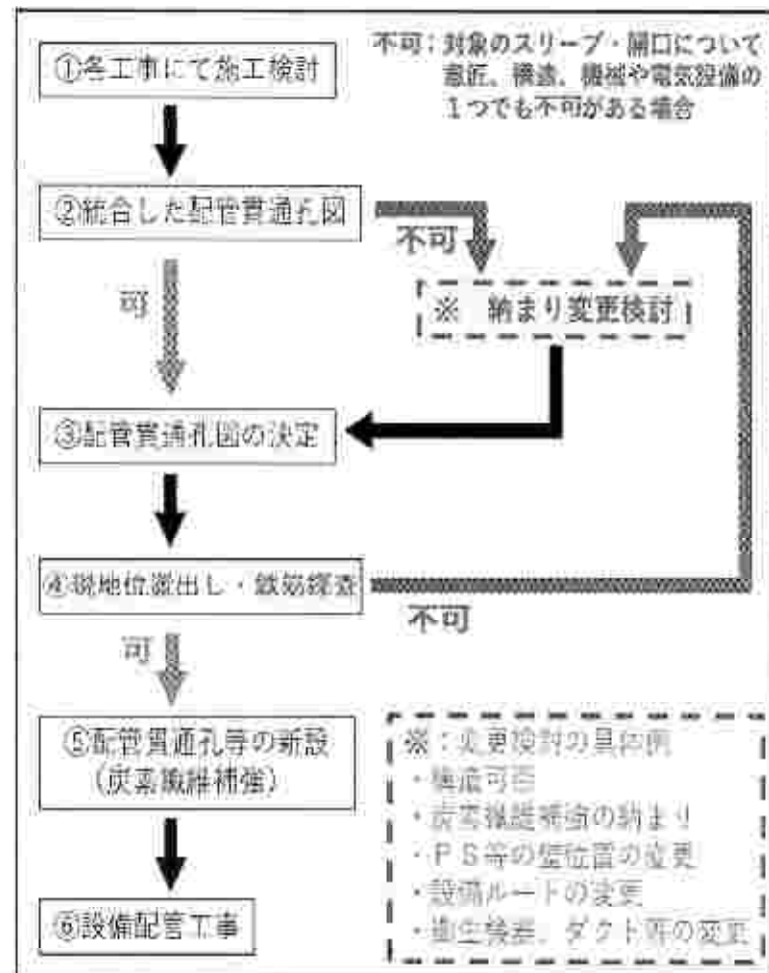 不可：対象のスリーブ・開口について
意匠、構造、機械や電気設備の
１つでも不可がある場合
①各工事にて施工検討
②統合した配管貫通孔図
不可
可
※　納まり変更検討
③配管貫通孔図の決定
④現地位置出し・鉄筋探査
不可
可
⑤配管貫通孔等の新設
(炭素繊維補強)
⑥設備配管工事
※：変更検討の具体例
・構造可否
・炭素繊維補強の納まり
・ＰＳ等の壁位置の変更
・設備ルートの変更
・衛生機器、ダクト等の変更